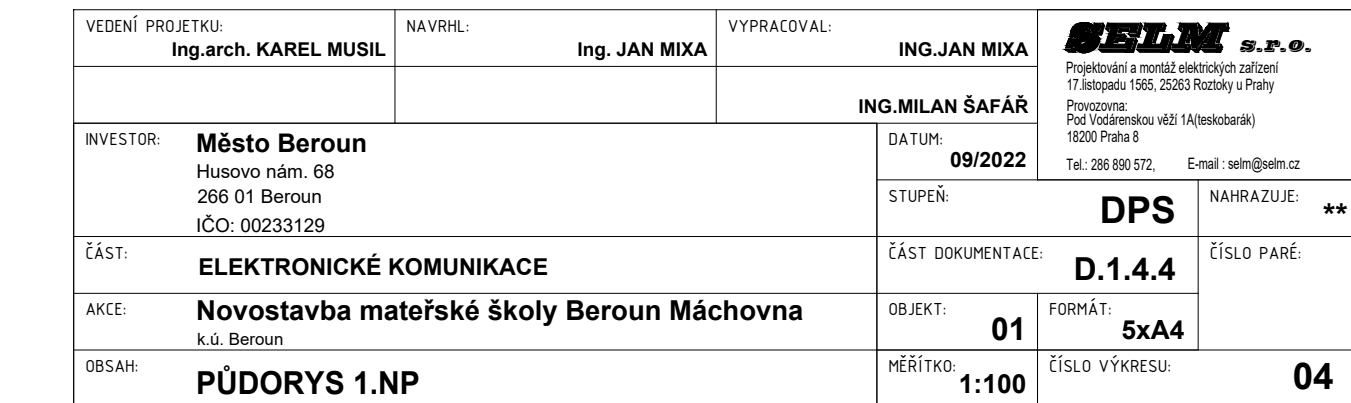 VEDENÍ PROJETKU:
Ing.arch. KAREL MUSIL
NAVRHL:
Ing. JAN MIXA
VYPRACOVAL:
ING.JAN MIXA
ING.MILAN ŠAFÁŘ
SELM s.r.o.
Projektování a montáž elektrických zařízení
17.listopadu 1565, 25263 Roztoky u Prahy
Provozovna:
Pod Vodárenskou věží 1A(teskobarák)
18200 Praha 8
Tel.: 286 890 572, E-mail : selm@selm.cz
INVESTOR:
Město Beroun
Husovo nám. 68
266 01 Beroun
IČO: 00233129
DATUM:
09/2022
STUPEŇ:
DPS
NAHRAZUJE:
**
ČÁST:
ELEKTRONICKÉ KOMUNIKACE
ČÁST DOKUMENTACE:
D.1.4.4
ČÍSLO PARÉ:
AKCE:
Novostavba mateřské školy Beroun Máchovna
k.ú. Beroun
OBJEKT:
01
FORMÁT:
5xA4
OBSAH:
PŮDORYS 1.NP
MĚŘÍTKO:
1:100
ČÍSLO VÝKRESU:
04